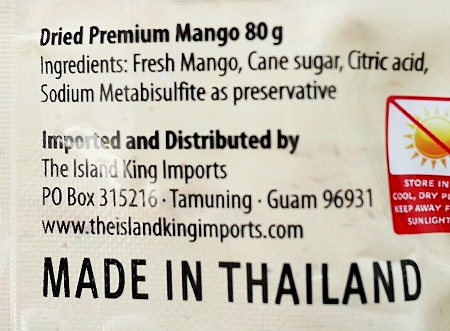 Dried Premium Mango 80 g
Ingredients: Fresh Mango, Cane sugar, Citric acid,
Sodium Metabisulfite as preservative
Imported and Distributed by
The Island King Imports
PO Box 315216 · Tamuning · Guam 96931
www.theislandkingimports.com
MADE IN THAILAND
STORE IN
COOL, DRY
KEEP AWAY
SUNLIGHT